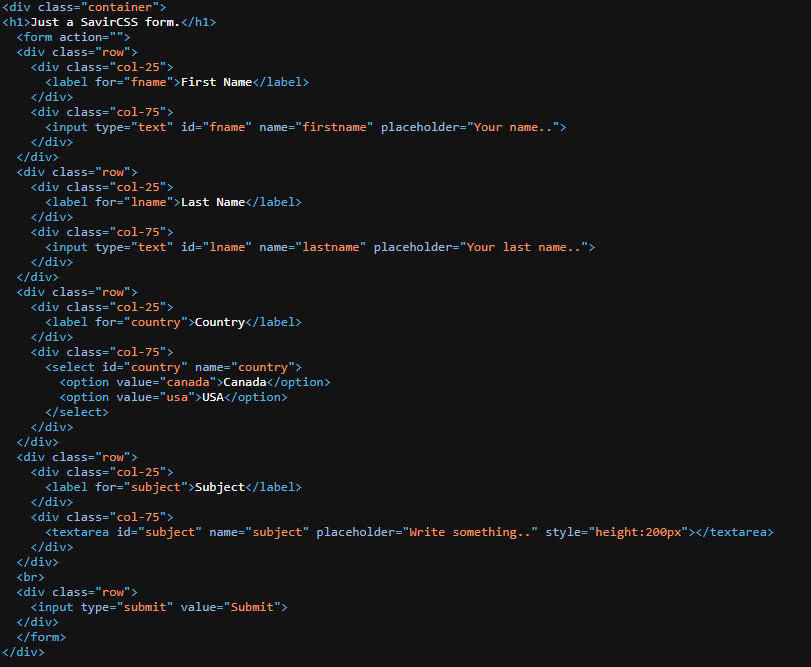 <div class="container">
<h1>Just a SavirCSS form.</h1>
  <form action="">
  <div class="row">
    <div class="col-25">
      <label for="fname">First Name</label>
    </div>
    <div class="col-75">
      <input type="text" id="fname" name="firstname" placeholder="Your name..">
    </div>
  </div>
  <div class="row">
    <div class="col-25">
      <label for="lname">Last Name</label>
    </div>
    <div class="col-75">
      <input type="text" id="lname" name="lastname" placeholder="Your last name..">
    </div>
  </div>
  <div class="row">
    <div class="col-25">
      <label for="country">Country</label>
    </div>
    <div class="col-75">
      <select id="country" name="country">
        <option value="canada">Canada</option>
        <option value="usa">USA</option>
      </select>
    </div>
  </div>
  <div class="row">
    <div class="col-25">
      <label for="subject">Subject</label>
    </div>
    <div class="col-75">
      <textarea id="subject" name="subject" placeholder="Write something.." style="height:200px"></textarea>
    </div>
  </div>
  <br>
  <div class="row">
    <input type="submit" value="Submit">
  </div>
  </form>
</div>